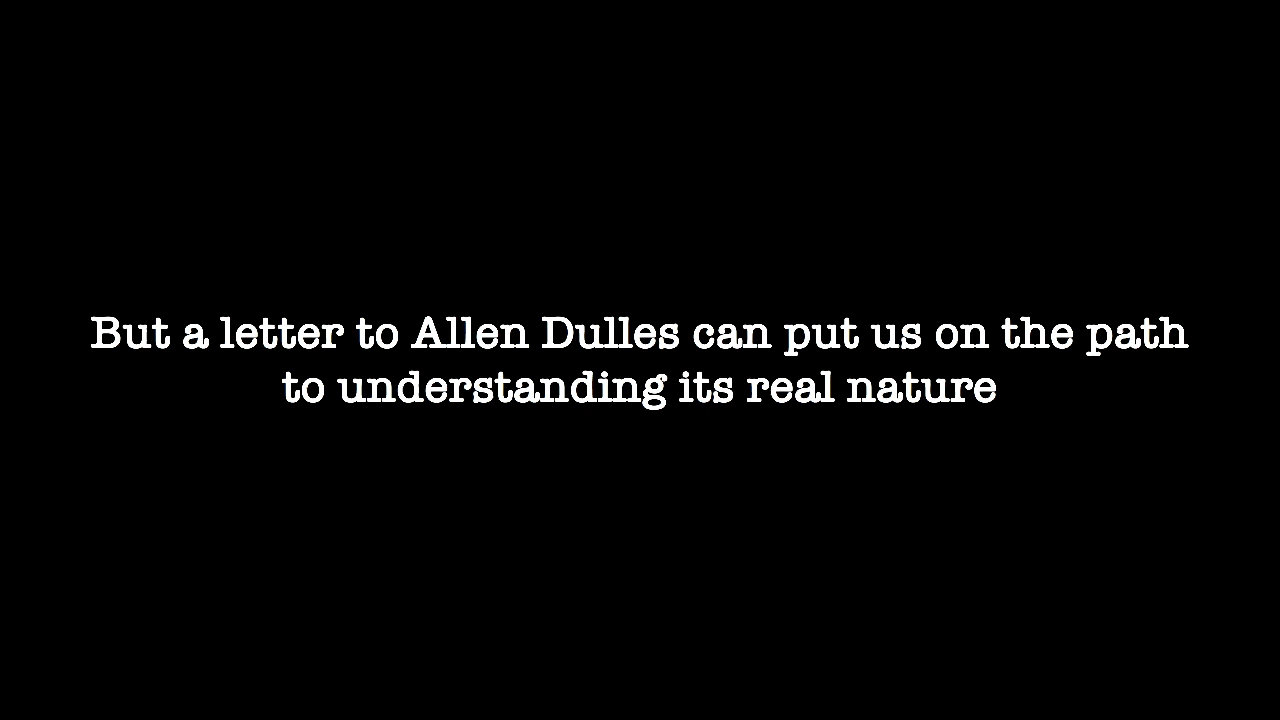 But a letter to Allen Dulles can put us on the path
to understanding its real nature